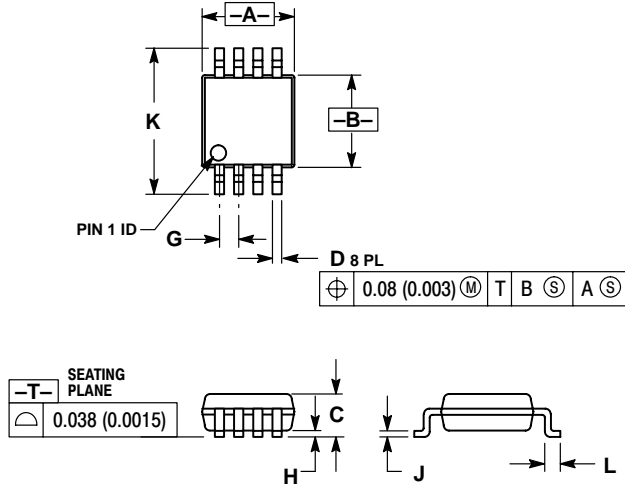 –A–
K
–B–
PIN 1 ID
G
D 8 PL
⌖ 0.08 (0.003) Ⓜ T B Ⓢ A Ⓢ
–T– SEATING
PLANE
⌓ 0.038 (0.0015)
C
H
J
L